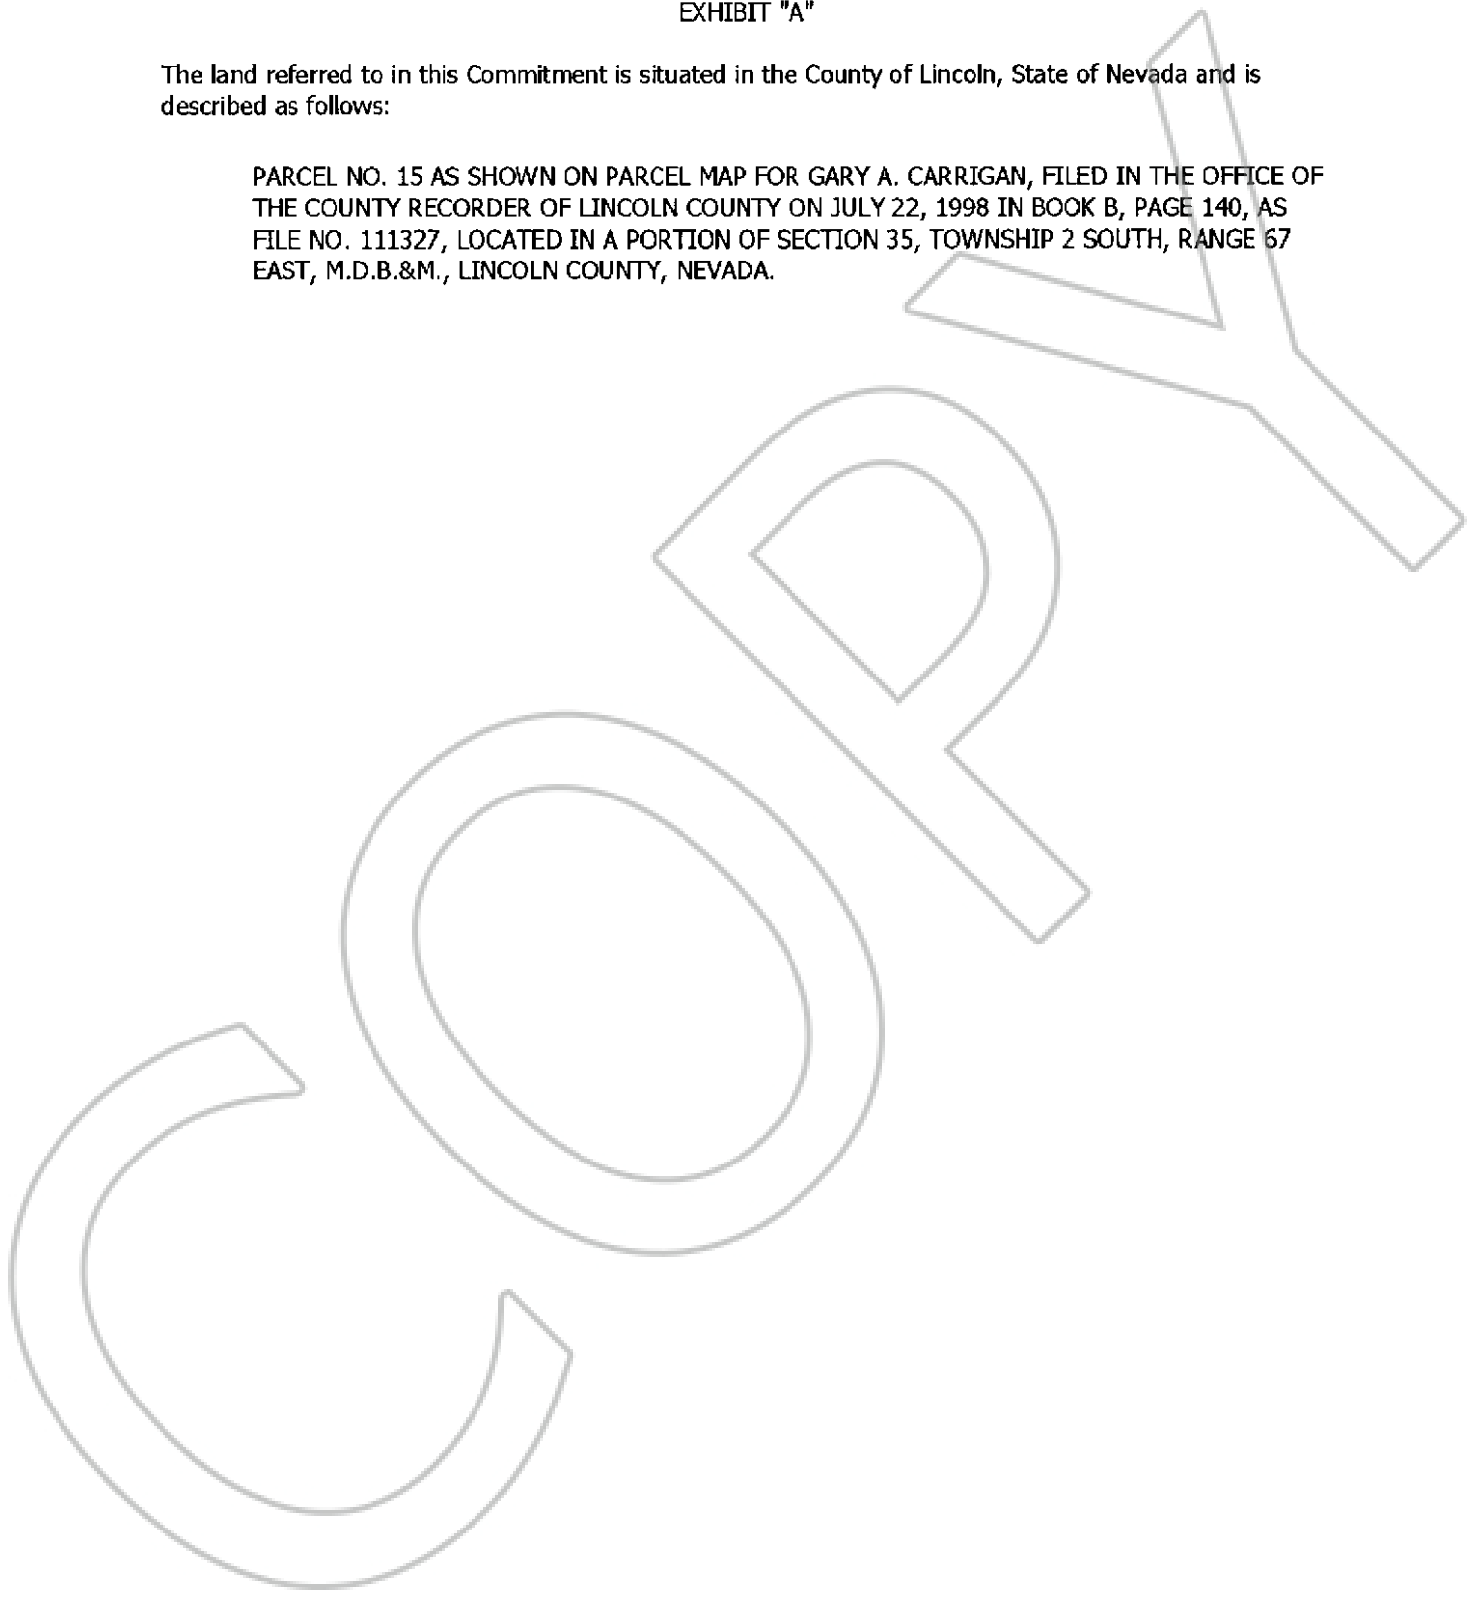 EXHIBIT "A"
The land referred to in this Commitment is situated in the County of Lincoln, State of Nevada and is
described as follows:
PARCEL NO. 15 AS SHOWN ON PARCEL MAP FOR GARY A. CARRIGAN, FILED IN THE OFFICE OF
THE COUNTY RECORDER OF LINCOLN COUNTY ON JULY 22, 1998 IN BOOK B, PAGE 140, AS
FILE NO. 111327, LOCATED IN A PORTION OF SECTION 35, TOWNSHIP 2 SOUTH, RANGE 67
EAST, M.D.B.&M., LINCOLN COUNTY, NEVADA.
COPY